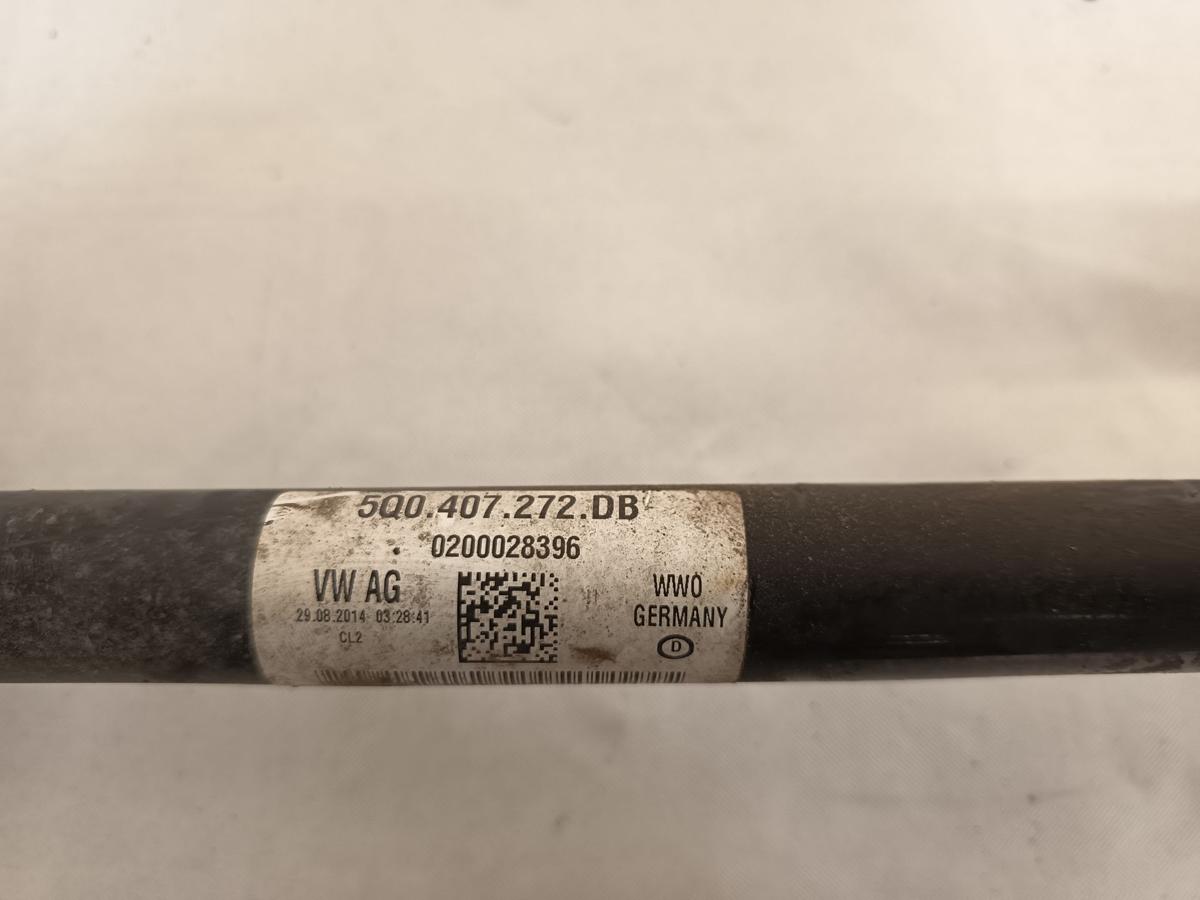 5Q0.407.272.DB
0200028396
VW AG
29.08.2014 03:28:41
CL2
WWO
GERMANY
D